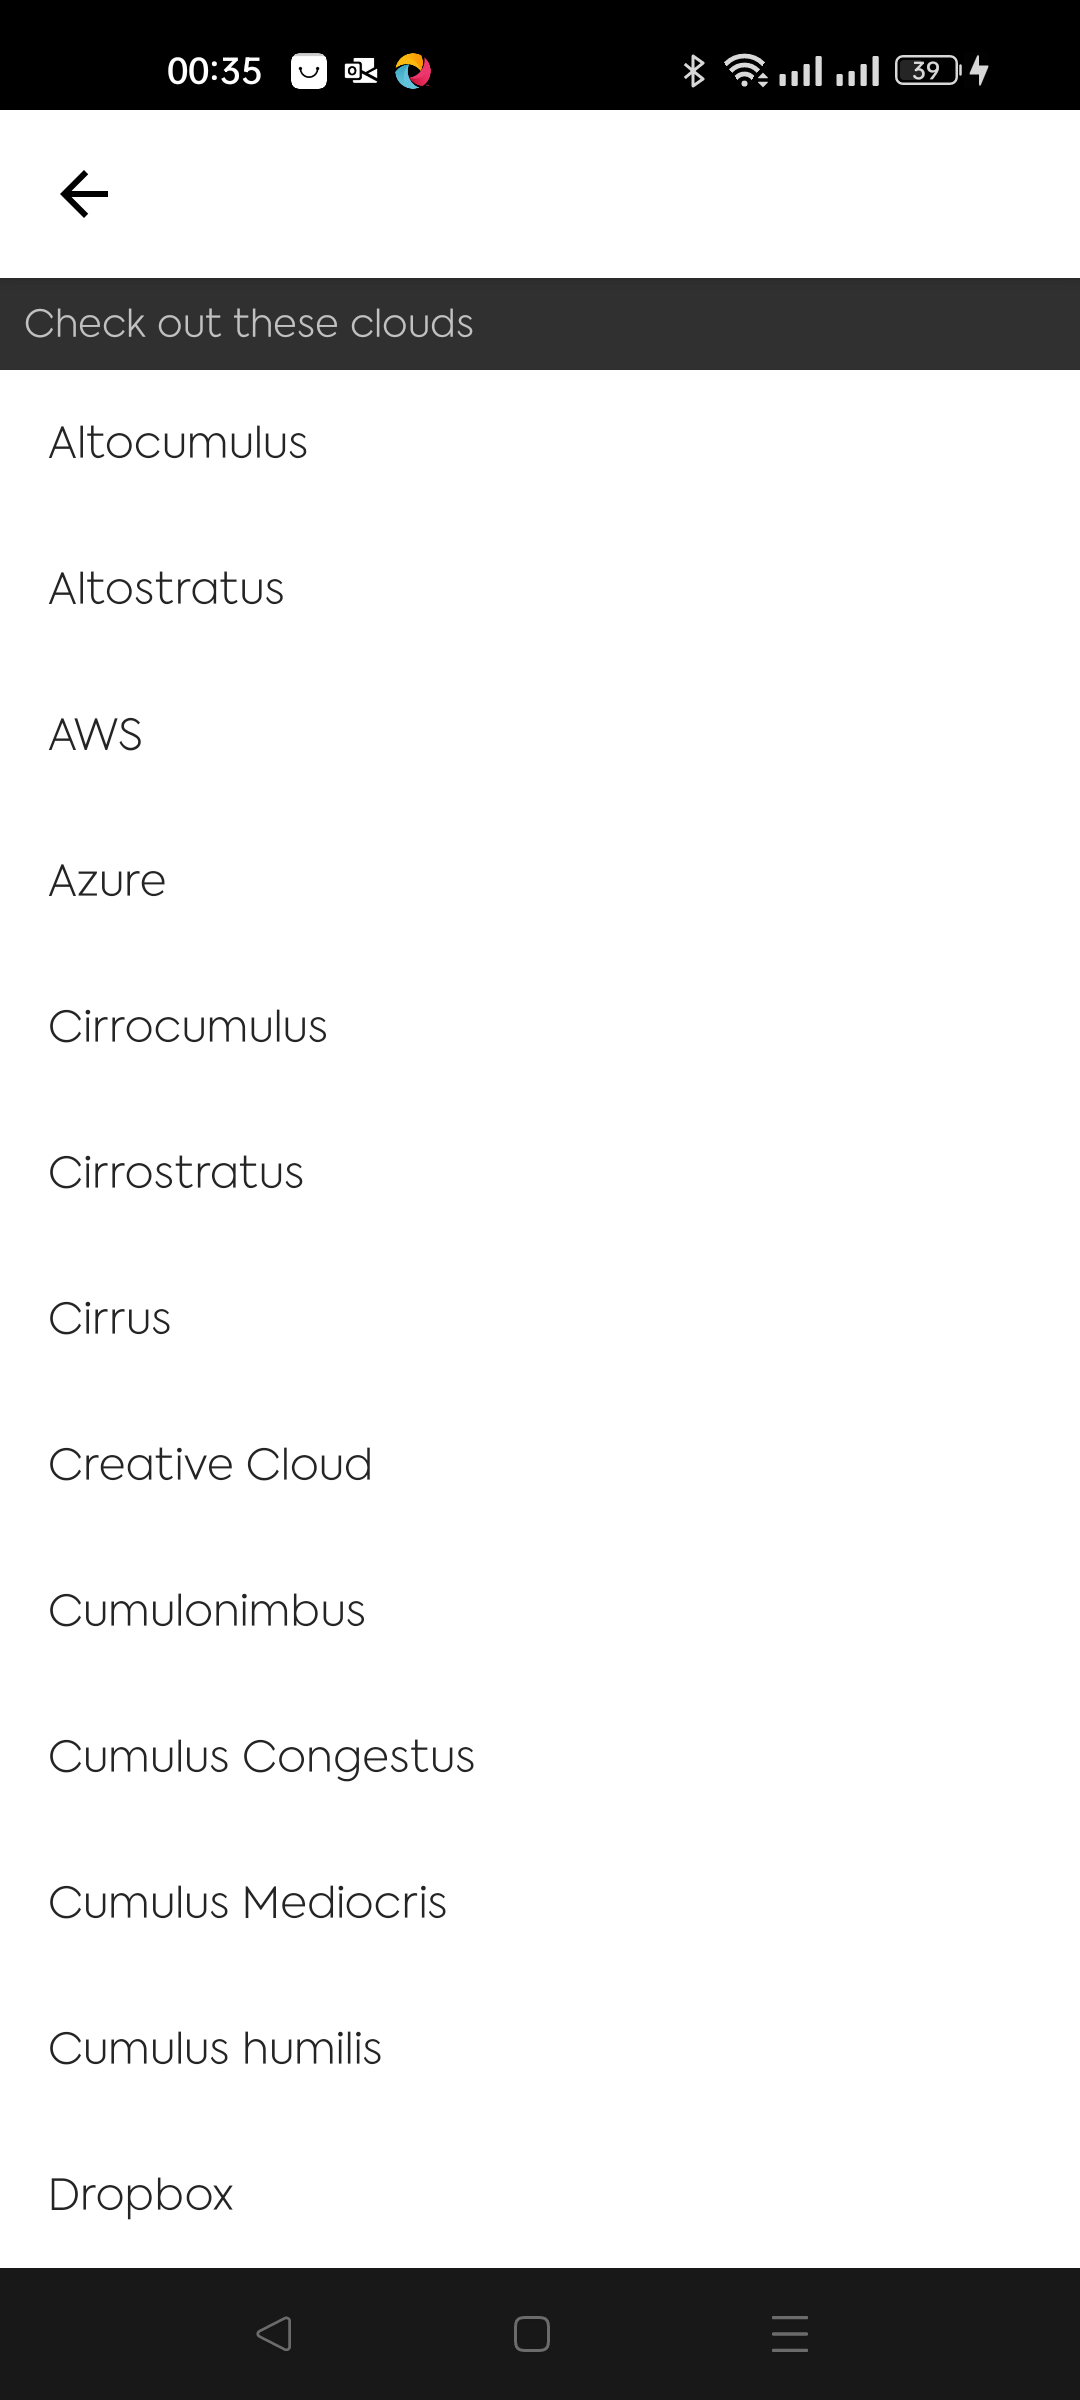 00:35
39
Check out these clouds
Altocumulus
Altostratus
AWS
Azure
Cirrocumulus
Cirrostratus
Cirrus
Creative Cloud
Cumulonimbus
Cumulus Congestus
Cumulus Mediocris
Cumulus humilis
Dropbox